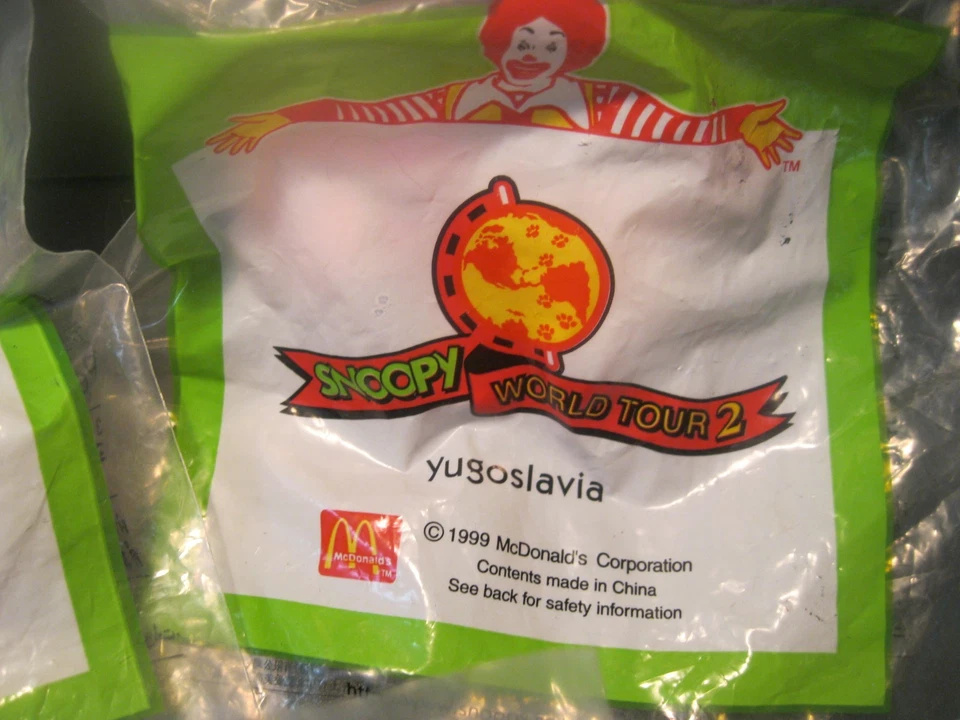 TM
SNOOPY WORLD TOUR 2
yugoslavia
McDonald's
TM
© 1999 McDonald's Corporation
Contents made in China
See back for safety information